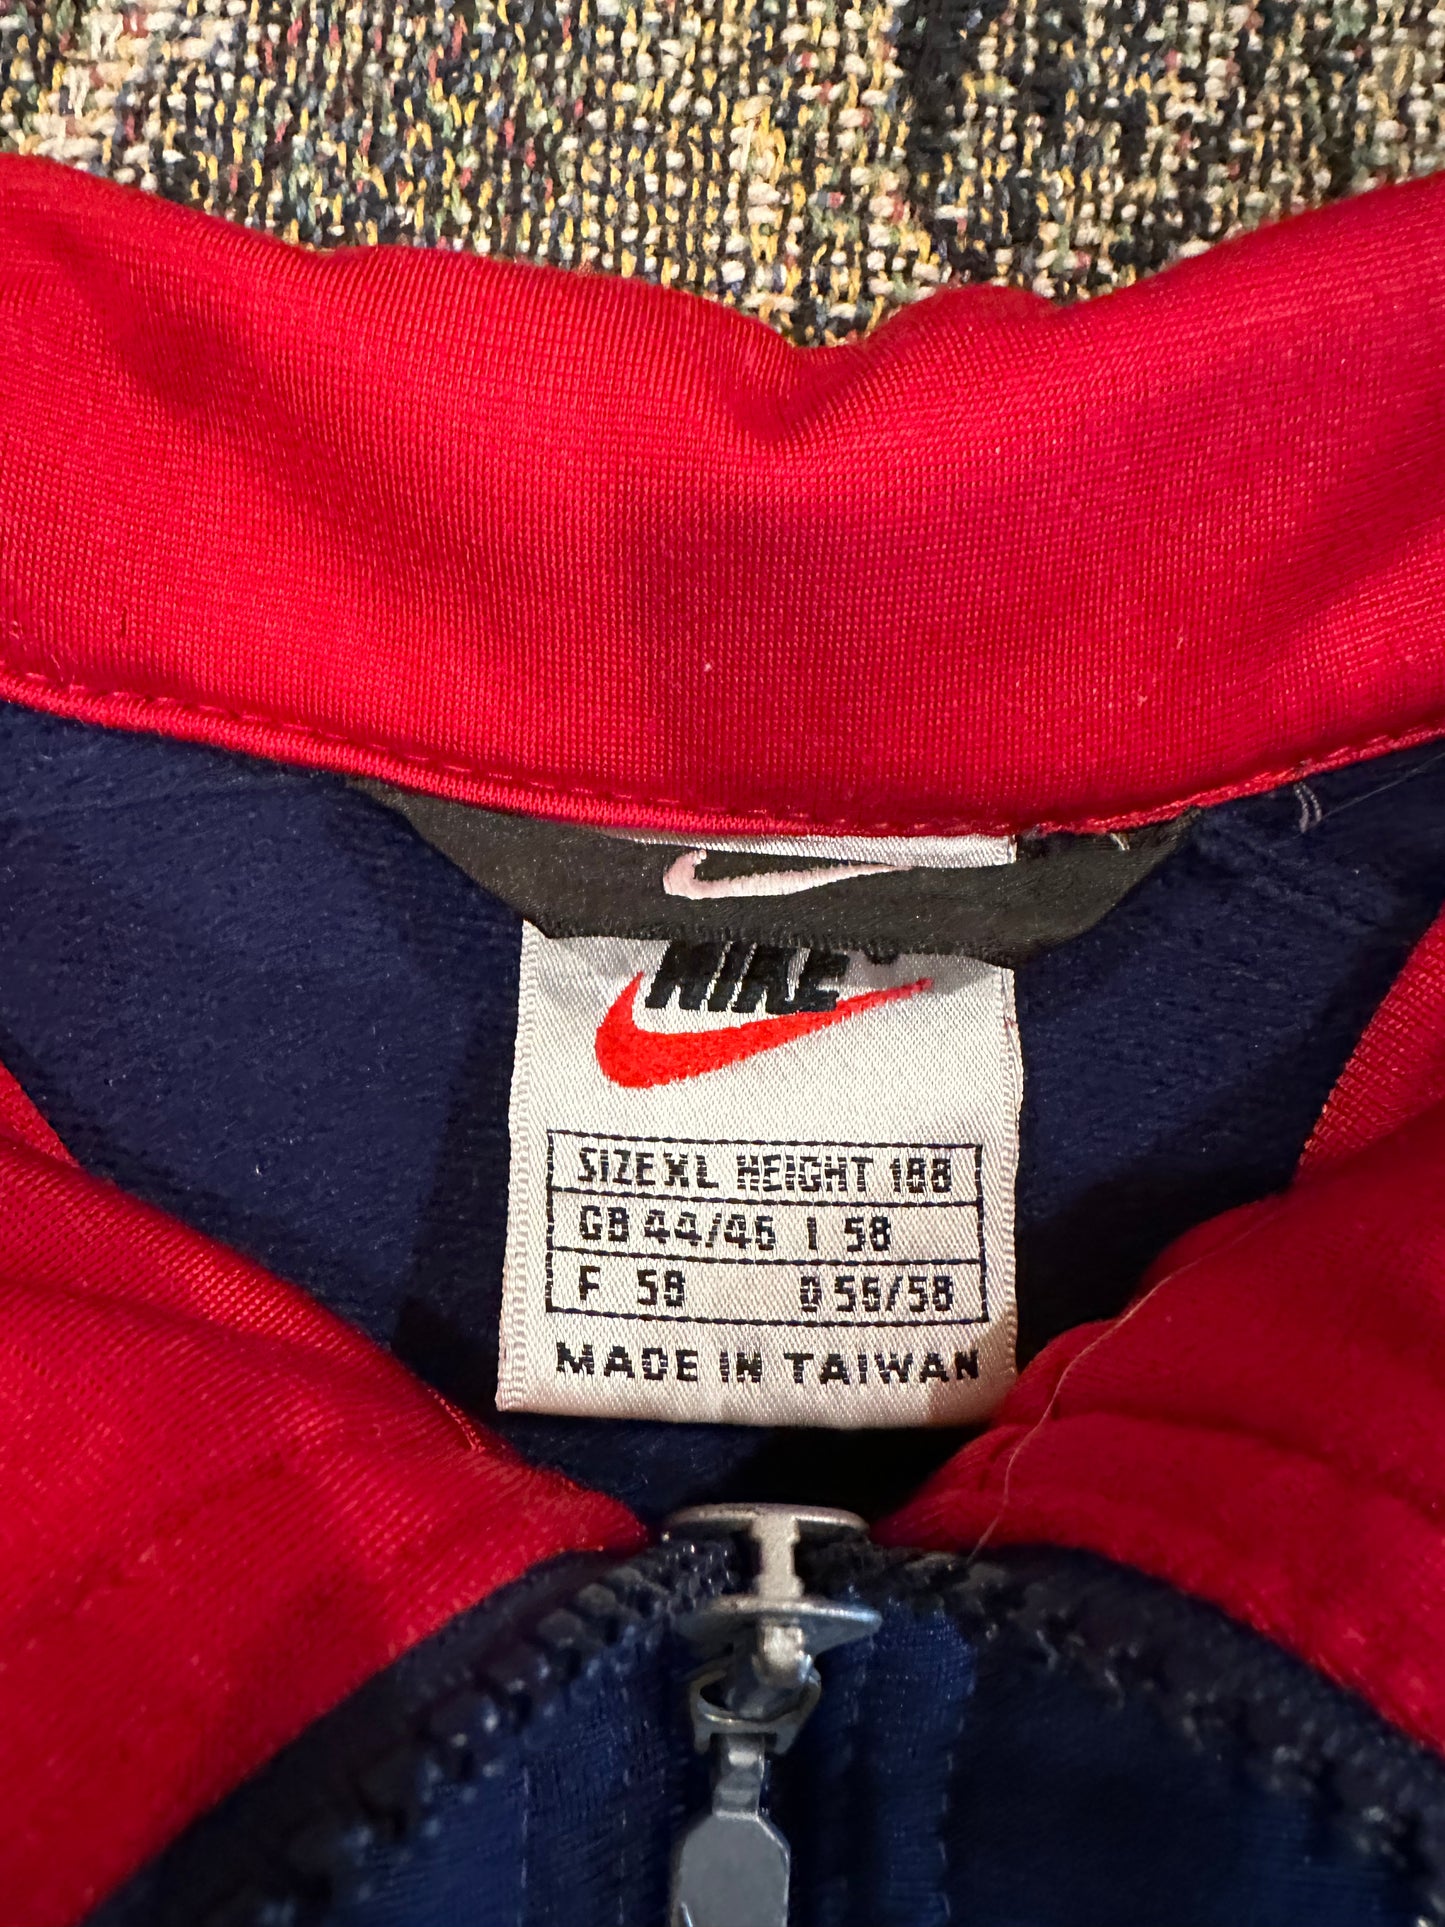 NIKE
SIZE XL HEIGHT 188
GB 44/46 I 58
F 58 D 56/58
MADE IN TAIWAN